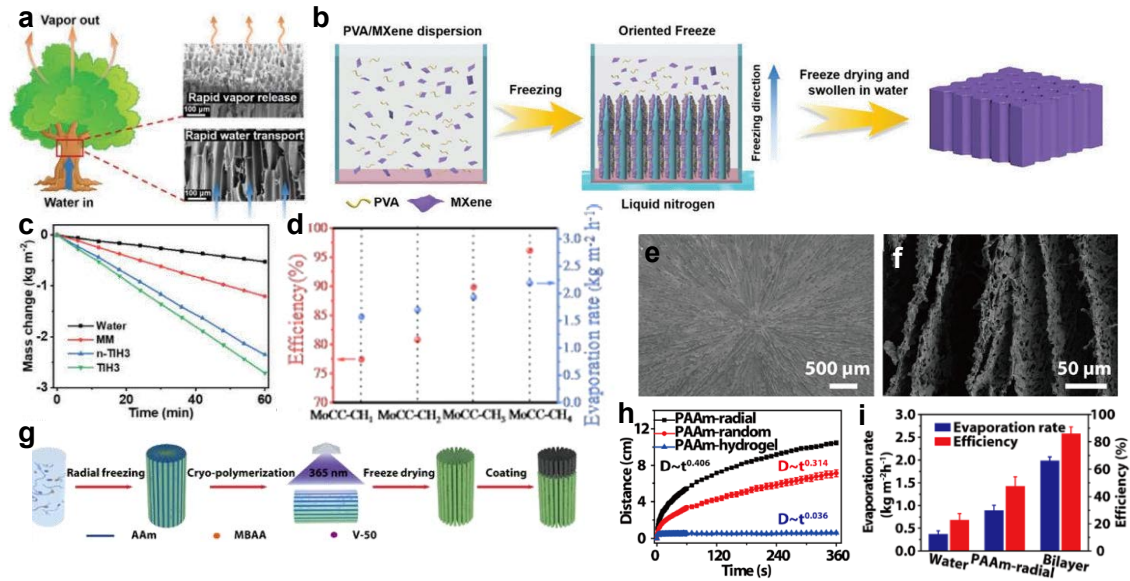 a
Vapor out
Rapid vapor release
100 μm
Rapid water transport
100 μm
Water in
b
PVA/MXene dispersion
Freezing
Oriented Freeze
Freezing direction
Freeze drying and
swollen in water
PVA
MXene
Liquid nitrogen
c
Mass change (kg m-2)
0
-1
-2
-3
Water
MM
n-TIH3
TIH3
0
20
40
60
Time (min)
d
Efficiency(%)
100
95
90
85
80
75
70
3.0
2.5
2.0
1.5
1.0
0.5
0.0
Evaporation rate (kg m-2 h-1)
MoCC-CH1
MoCC-CH2
MoCC-CH3
MoCC-CH4
e
500 μm
f
50 μm
g
Radial freezing
Cryo-polymerization
365 nm
Freeze drying
Coating
AAm
MBAA
V-50
h
Distance (cm)
12
8
4
0
PAAm-radial
PAAm-random
PAAm-hydrogel
D~t0.406
D~t0.314
D~t0.036
0
120
240
360
Time (s)
i
Evaporation rate
(kg m-2h-1)
3.0
2.5
2.0
1.5
1.0
0.5
0.0
Evaporation rate
Efficiency
100
80
60
40
20
0
Efficiency (%)
Water
PAAm-radial
Bilayer